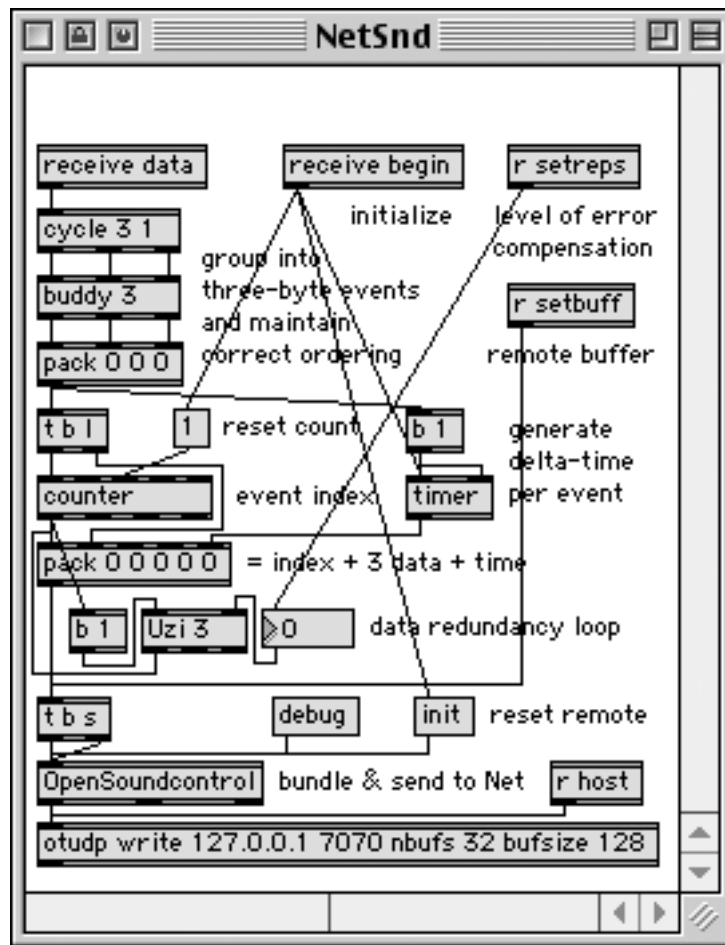 NetSnd
receive data
receive begin
r setreps
initialize
level of error
compensation
cycle 3 1
group into
three-byte events
and maintain
correct ordering
buddy 3
r setbuff
pack 0 0 0
remote buffer
t b l
1
reset count
b 1
generate
delta-time
per event
counter
event index
timer
pack 0 0 0 0 0
= index + 3 data + time
b 1
Uzi 3
0
data redundancy loop
t b s
debug
init
reset remote
OpenSoundcontrol
bundle & send to Net
r host
otudp write 127.0.0.1 7070 nbufs 32 bufsize 128